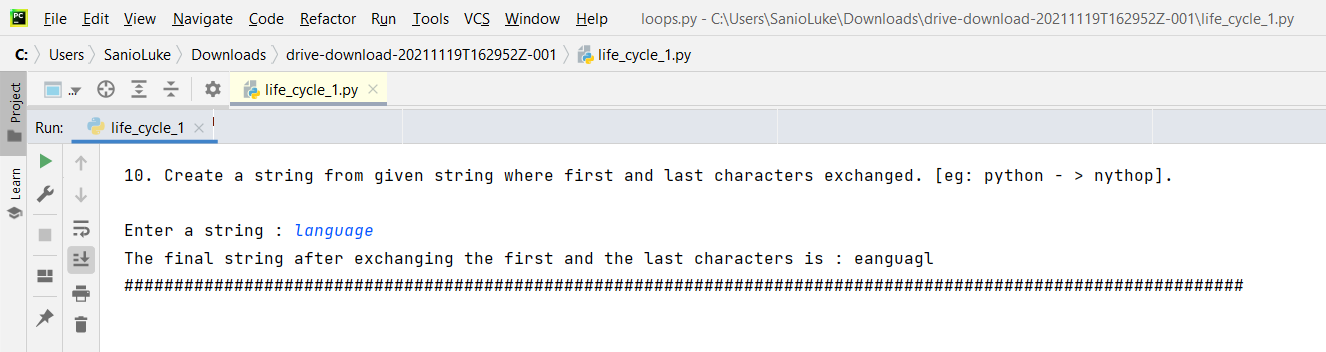 PC File Edit View Navigate Code Refactor Run Tools VCS Window Help loops.py - C:\Users\SanioLuke\Downloads\drive-download-20211119T162952Z-001\life_cycle_1.py
C: Users SanioLuke Downloads drive-download-20211119T162952Z-001 life_cycle_1.py
Project
.. life_cycle_1.py
Run: life_cycle_1
Learn
10. Create a string from given string where first and last characters exchanged. [eg: python - > nythop].
Enter a string : language
The final string after exchanging the first and the last characters is : eanguagl
################################################################################################################